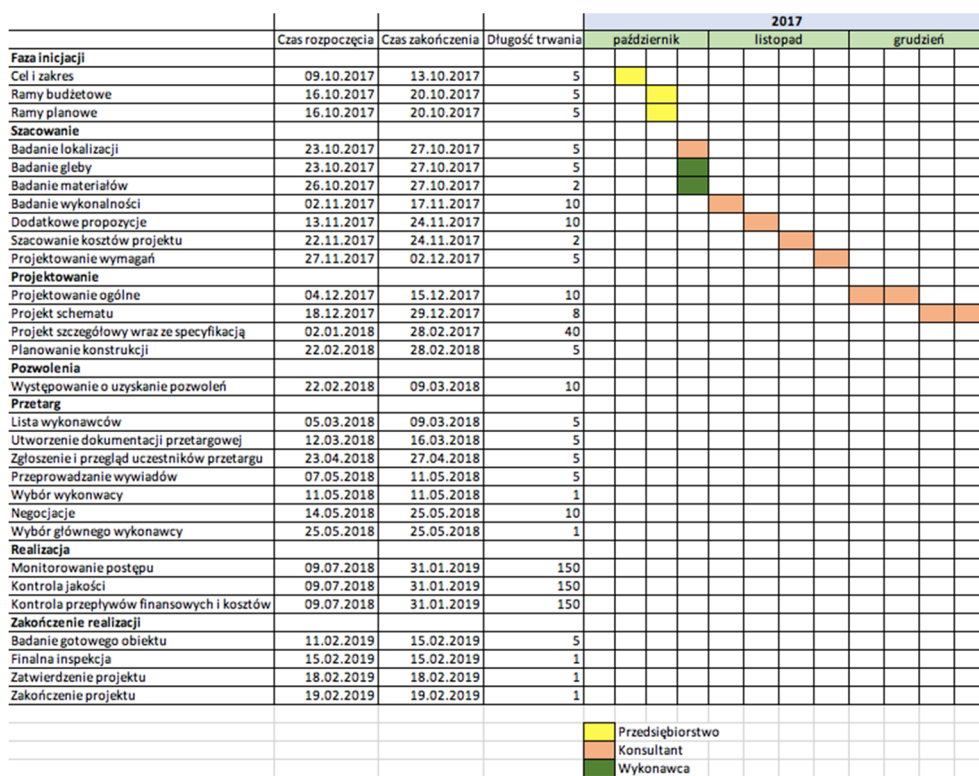 2017
Czas rozpoczęcia Czas zakończenia Długość trwania październik listopad grudzień
Faza inicjacji
Cel i zakres 09.10.2017 13.10.2017 5
Ramy budżetowe 16.10.2017 20.10.2017 5
Ramy planowe 16.10.2017 20.10.2017 5
Szacowanie
Badanie lokalizacji 23.10.2017 27.10.2017 5
Badanie gleby 23.10.2017 27.10.2017 5
Badanie materiałów 26.10.2017 27.10.2017 2
Badanie wykonalności 02.11.2017 17.11.2017 10
Dodatkowe propozycje 13.11.2017 24.11.2017 10
Szacowanie kosztów projektu 22.11.2017 24.11.2017 2
Projektowanie wymagań 27.11.2017 02.12.2017 5
Projektowanie
Projektowanie ogólne 04.12.2017 15.12.2017 10
Projekt schematu 18.12.2017 29.12.2017 8
Projekt szczegółowy wraz ze specyfikacją 02.01.2018 28.02.2017 40
Planowanie konstrukcji 22.02.2018 28.02.2018 5
Pozwolenia
Występowanie o uzyskanie pozwoleń 22.02.2018 09.03.2018 10
Przetarg
Lista wykonawców 05.03.2018 09.03.2018 5
Utworzenie dokumentacji przetargowej 12.03.2018 16.03.2018 5
Zgłoszenie i przegląd uczestników przetargu 23.04.2018 27.04.2018 5
Przeprowadzanie wywiadów 07.05.2018 11.05.2018 5
Wybór wykonwacy 11.05.2018 11.05.2018 1
Negocjacje 14.05.2018 25.05.2018 10
Wybór głównego wykonawcy 25.05.2018 25.05.2018 1
Realizacja
Monitorowanie postępu 09.07.2018 31.01.2019 150
Kontrola jakości 09.07.2018 31.01.2019 150
Kontrola przepływów finansowych i kosztów 09.07.2018 31.01.2019 150
Zakończenie realizacji
Badanie gotowego obiektu 11.02.2019 15.02.2019 5
Finalna inspekcja 15.02.2019 15.02.2019 1
Zatwierdzenie projektu 18.02.2019 18.02.2019 1
Zakończenie projektu 19.02.2019 19.02.2019 1
Przedsiębiorstwo
Konsultant
Wykonawca